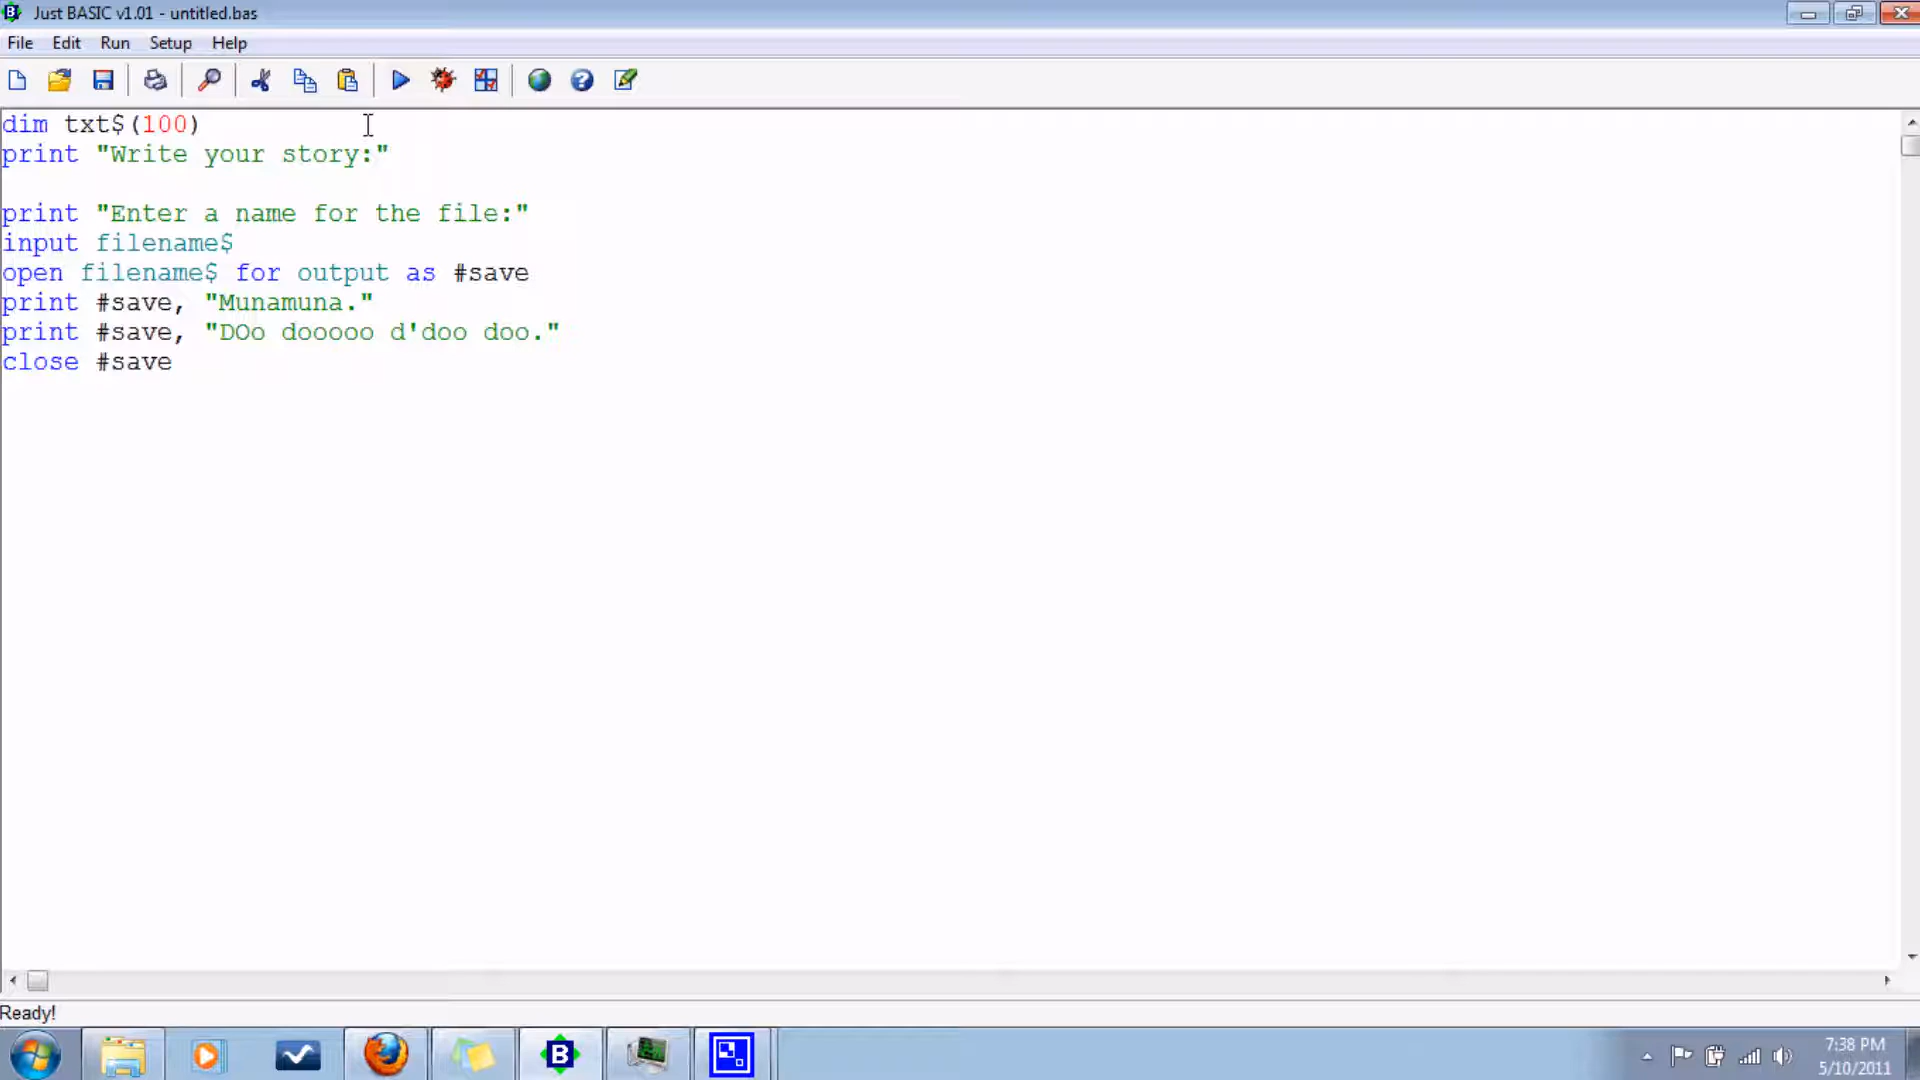 Just BASIC v1.01 - untitled.bas
File Edit Run Setup Help
dim txt$(100)
print "Write your story:"
print "Enter a name for the file:"
input filename$
open filename$ for output as #save
print #save, "Munamuna."
print #save, "DOo dooooo d'doo doo."
close #save
Ready!
7:38 PM
5/10/2011